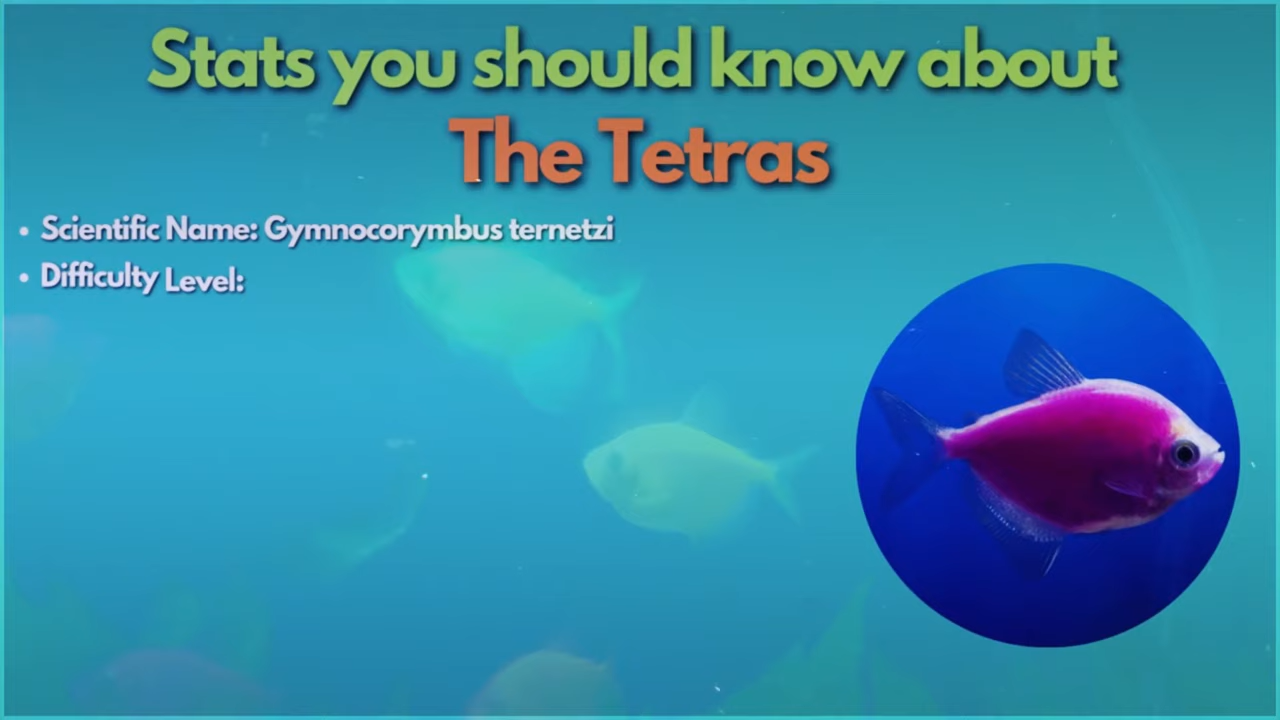 Stats you should know about
The Tetras
• Scientific Name: Gymnocorymbus ternetzi
• Difficulty Level: